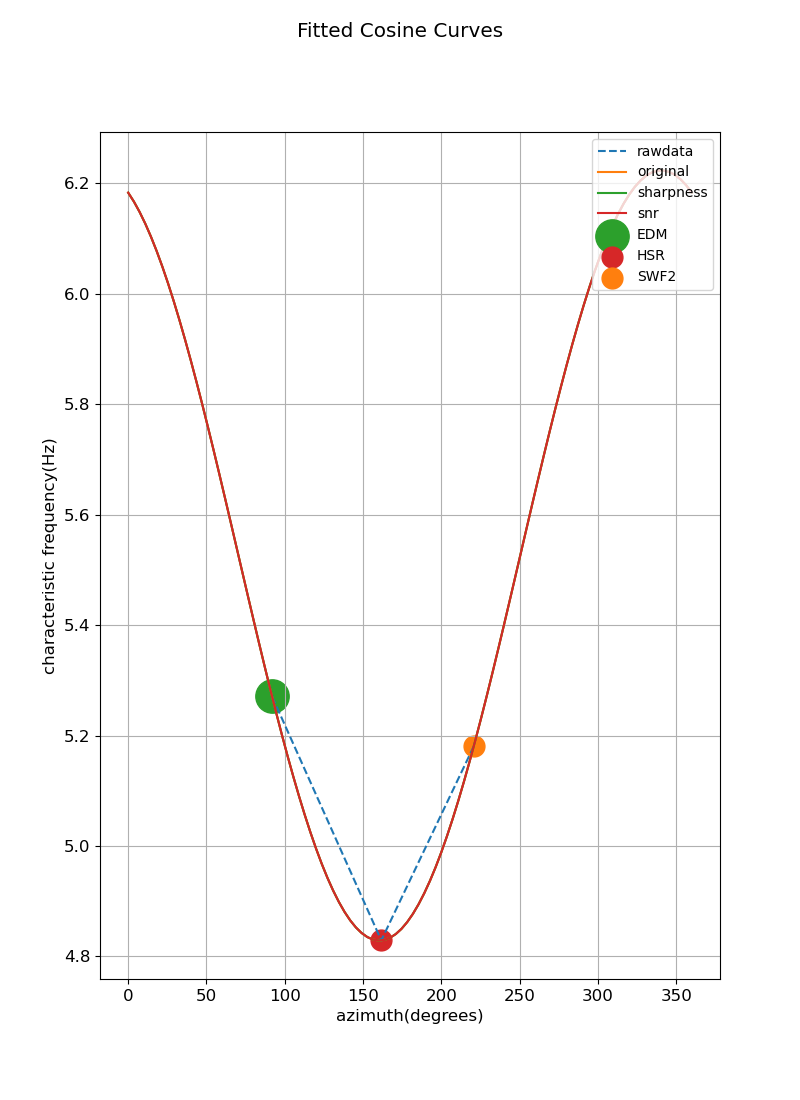 Fitted Cosine Curves
rawdata
original
sharpness
snr
EDM
HSR
SWF2
6.2
6.0
5.8
5.6
5.4
5.2
5.0
4.8
characteristic frequency(Hz)
0 50 100 150 200 250 300 350
azimuth(degrees)